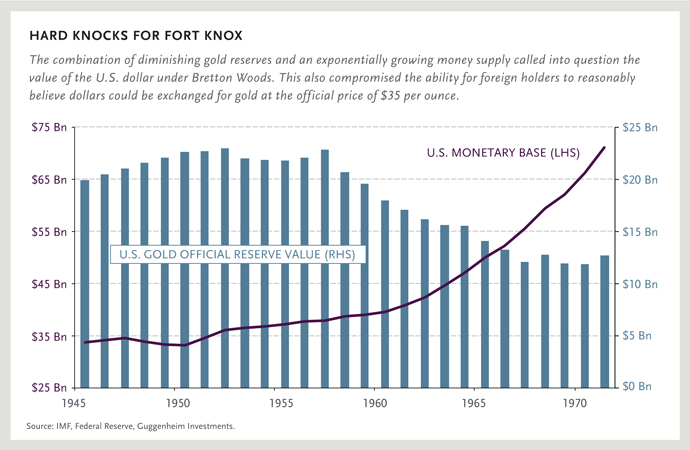 HARD KNOCKS FOR FORT KNOX
The combination of diminishing gold reserves and an exponentially growing money supply called into question the
value of the U.S. dollar under Bretton Woods. This also compromised the ability for foreign holders to reasonably
believe dollars could be exchanged for gold at the official price of $35 per ounce.
$75 Bn
$25 Bn
U.S. MONETARY BASE (LHS)
$65 Bn
$20 Bn
$55 Bn
$15 Bn
U.S. GOLD OFFICIAL RESERVE VALUE (RHS)
$45 Bn
$10 Bn
$35 Bn
$5 Bn
$25 Bn
$0 Bn
1945 1950 1955 1960 1965 1970
Source: IMF, Federal Reserve, Guggenheim Investments.